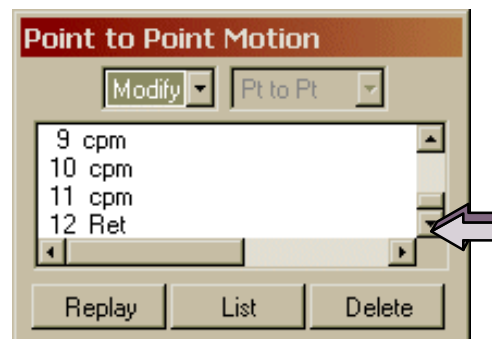 Point to Point Motion
Modify Pt to Pt
9 cpm
10 cpm
11 cpm
12 Ret
Replay List Delete